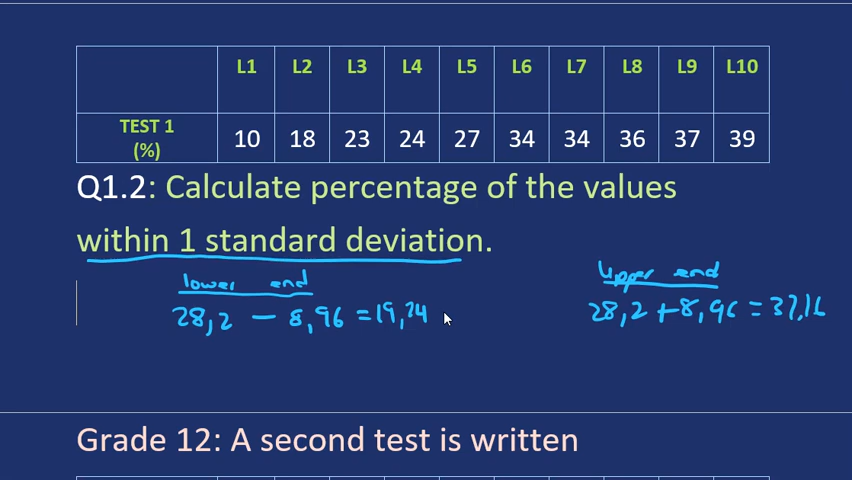 L1 L2 L3 L4 L5 L6 L7 L8 L9 L10
TEST 1 (%) 10 18 23 24 27 34 34 36 37 39
Q1.2: Calculate percentage of the values
within 1 standard deviation.
lower end upper end
28,2 - 8,96 = 19,24 28,2 + 8,96 = 37,16
Grade 12: A second test is written